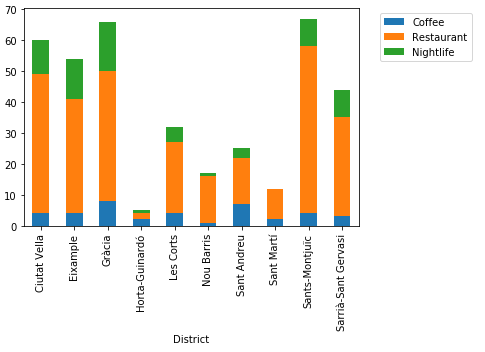 70
60
50
40
30
20
10
0
Coffee
Restaurant
Nightlife
Ciutat Vella
Eixample
Gràcia
Horta-Guinardó
Les Corts
Nou Barris
Sant Andreu
Sant Martí
Sants-Montjuïc
Sarrià-Sant Gervasi
District